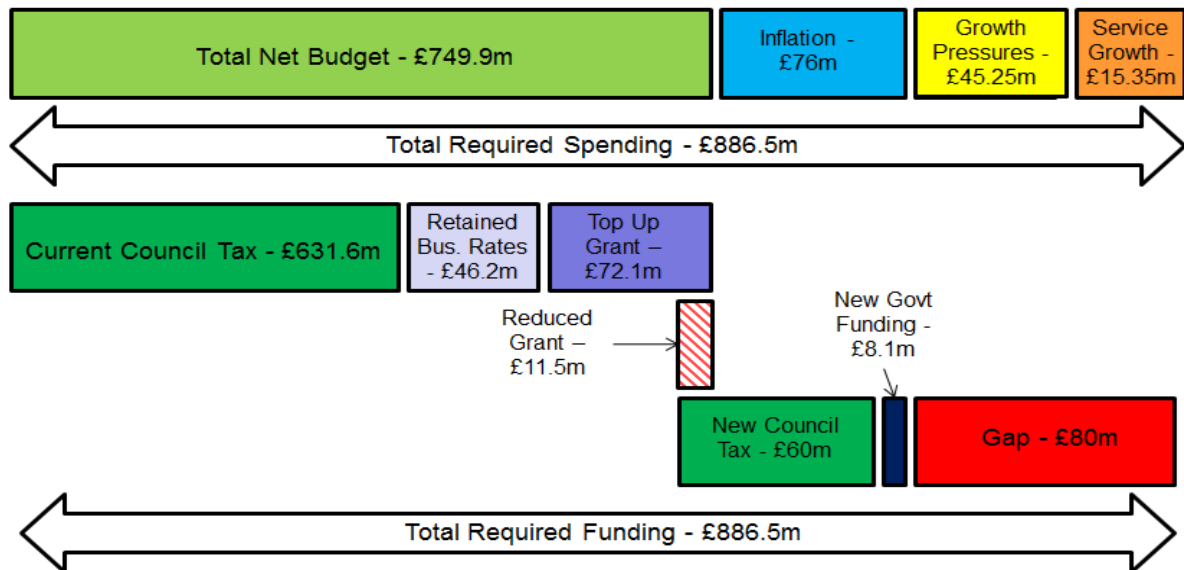 Total Net Budget - £749.9m
Inflation -
£76m
Growth
Pressures -
£45.25m
Service
Growth -
£15.35m
Total Required Spending - £886.5m
Current Council Tax - £631.6m
Retained
Bus. Rates
- £46.2m
Top Up
Grant –
£72.1m
Reduced
Grant –
£11.5m
New Govt
Funding -
£8.1m
New Council
Tax - £60m
Gap - £80m
Total Required Funding - £886.5m